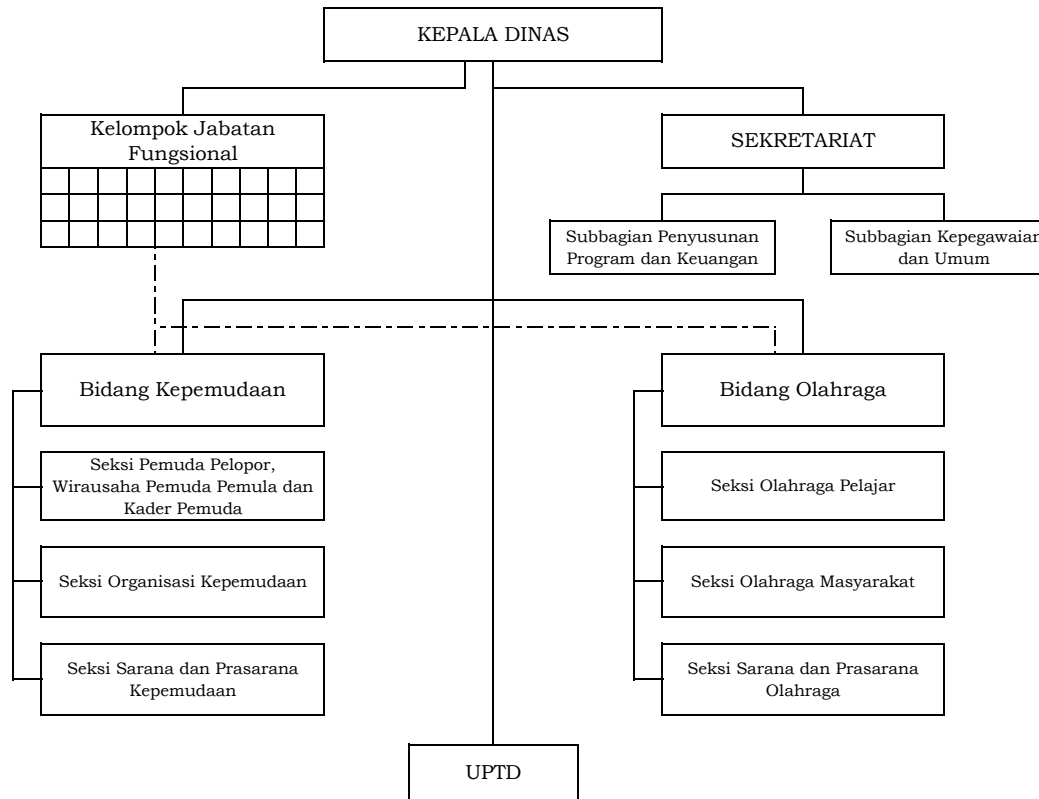 KEPALA DINAS
Kelompok Jabatan
Fungsional
SEKRETARIAT
Subbagian Penyusunan
Program dan Keuangan
Subbagian Kepegawaian
dan Umum
Bidang Kepemudaan
Bidang Olahraga
Seksi Pemuda Pelopor,
Wirausaha Pemuda Pemula dan
Kader Pemuda
Seksi Olahraga Pelajar
Seksi Organisasi Kepemudaan
Seksi Olahraga Masyarakat
Seksi Sarana dan Prasarana
Kepemudaan
Seksi Sarana dan Prasarana
Olahraga
UPTD